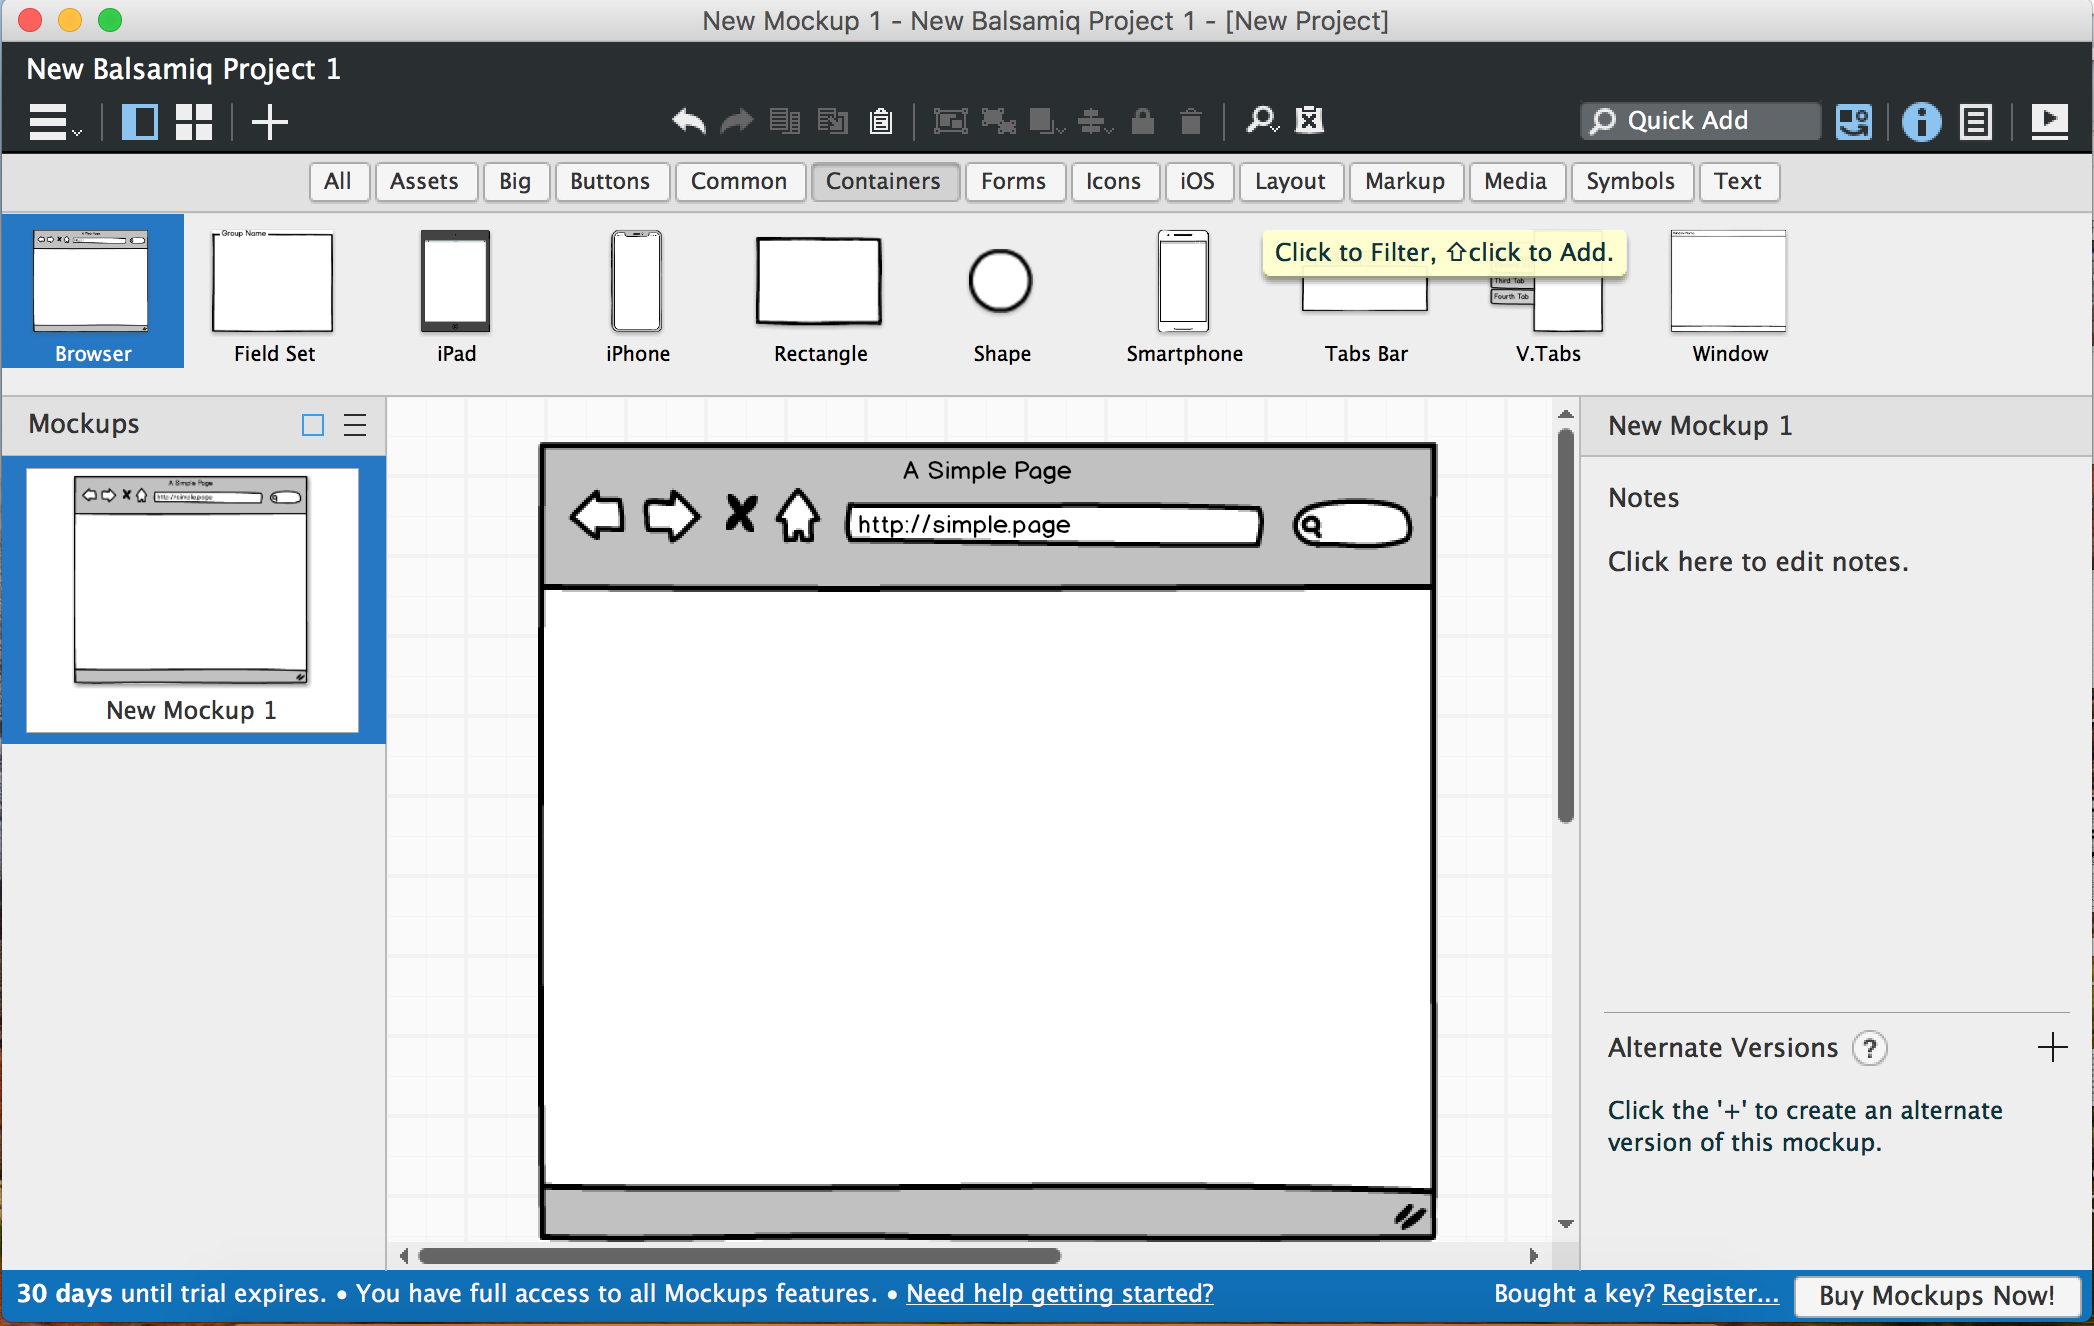 New Mockup 1 - New Balsamiq Project 1 - [New Project]
New Balsamiq Project 1
Quick Add
All Assets Big Buttons Common Containers Forms Icons iOS Layout Markup Media Symbols Text
Group Name
Click to Filter, ⇧click to Add.
Third Tab
Fourth Tab
Browser Field Set iPad iPhone Rectangle Shape Smartphone Tabs Bar V.Tabs Window
Mockups
A Simple Page
http://simple.page
New Mockup 1
A Simple Page
http://simple.page
New Mockup 1
Notes
Click here to edit notes.
Alternate Versions ?
Click the '+' to create an alternate
version of this mockup.
30 days until trial expires. • You have full access to all Mockups features. • Need help getting started?
Bought a key? Register... Buy Mockups Now!